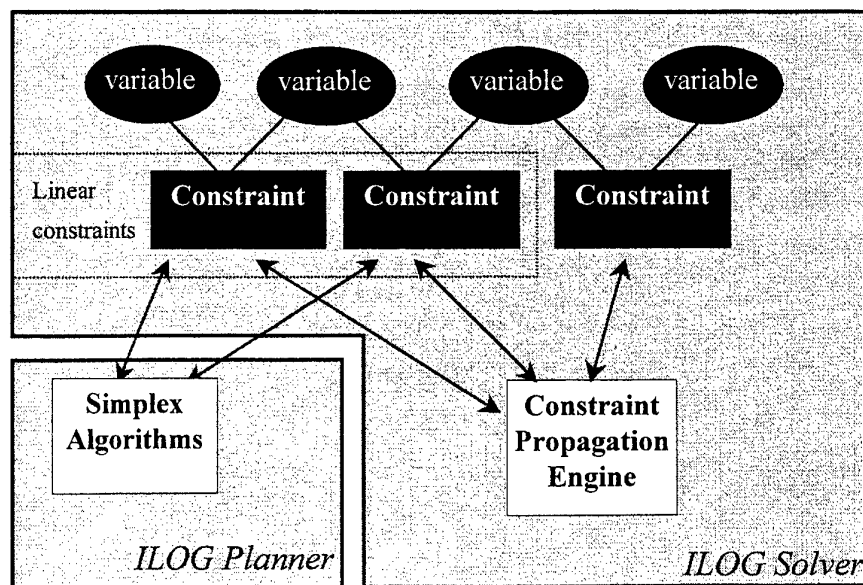 variable variable variable variable
Linear
constraints
Constraint Constraint Constraint
Simplex
Algorithms
Constraint
Propagation
Engine
ILOG Planner
ILOG Solver